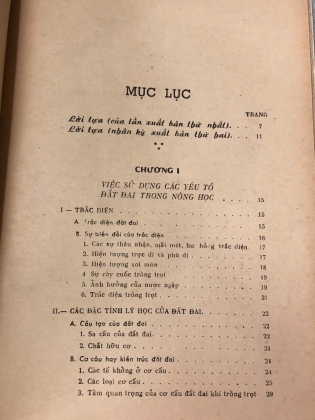 MỤC LỤC
TRANG
Lời tựa (của lần xuất bản thứ nhất). . . 7
Lời tựa (nhân kỳ xuất bản thứ hai). . . . 11
CHƯƠNG I
VIỆC SỬ DỤNG CÁC YẾU TỐ
ĐẤT ĐAI TRONG NÔNG HỌC . . . . . 15
I — TRẮC DIỆN . . . . . 15
A. Trắc diện đất đai . . . . . 15
B. Sự biến đổi của trắc diện . . . . . 16
1. Các sự thâu nhận, mất mát, hư hỏng trắc diện 17
2. Hiện tượng trực di và phù di . . . . . 17
3. Hiện tượng xoi mòn . . . . . 18
4. Sự cày cuốc trồng trọt . . . . . 19
5. Ảnh hưởng của nước ngập . . . . . 20
6. Trắc diện trồng trọt . . . . . 21
II.— CÁC ĐẶC TÍNH LÝ HỌC CỦA ĐẤT ĐAI. . . 22
A. Cấu tạo của đất đai . . . . . 22
1. Sa cấu của đất đai. . . . . 22
2. Chất hữu cơ . . . . . 21
B. Cơ cấu hay kiến trúc đất đai . . . . . 24
1. Các tế khổng ở cơ cấu. . . . . 24
2. Các loại cơ cấu . . . . . 25
3. Tầm quan trọng của cơ cấu đất đai khi trồng trọt 29